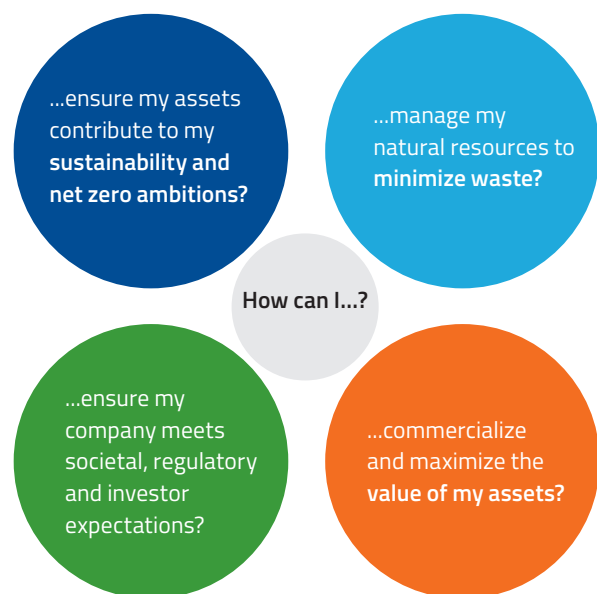 ...ensure my assets
contribute to my
sustainability and
net zero ambitions?
...manage my
natural resources to
minimize waste?
How can I...?
...ensure my
company meets
societal, regulatory
and investor
expectations?
...commercialize
and maximize the
value of my assets?